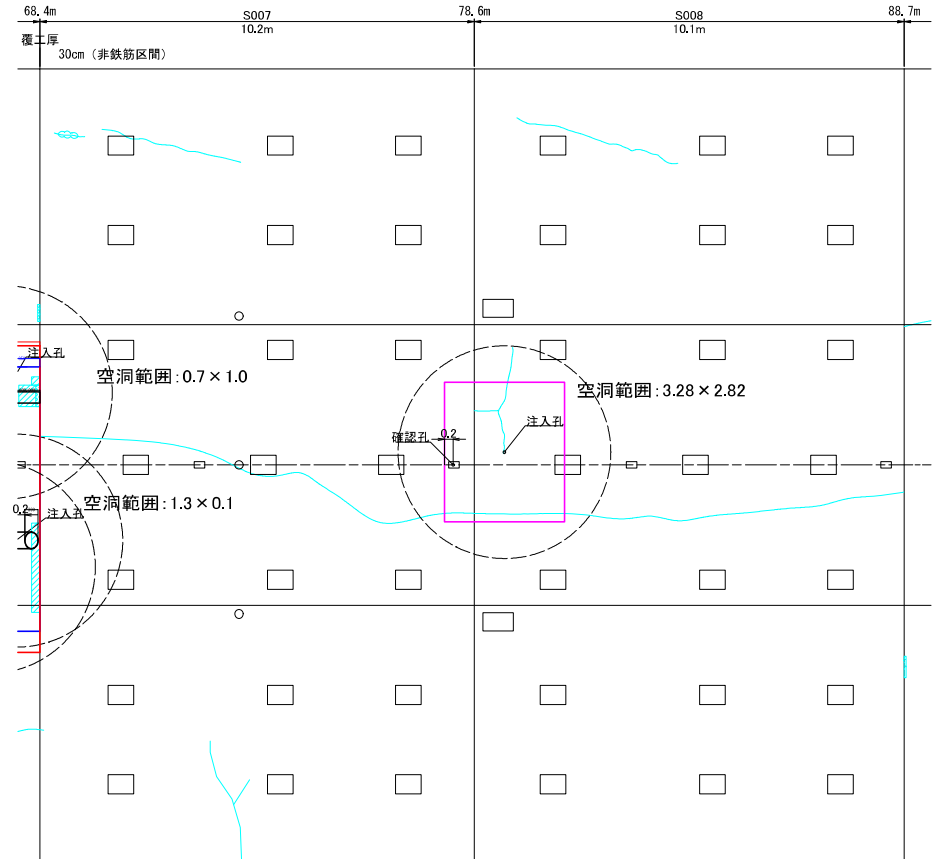 68.4m
S007
10.2m
78.6m
S008
10.1m
88.7m
覆工厚
30cm（非鉄筋区間）
注入孔
空洞範囲:0.7×1.0
空洞範囲:3.28×2.82
確認孔
0.2
注入孔
空洞範囲:1.3×0.1
0.2
注入孔